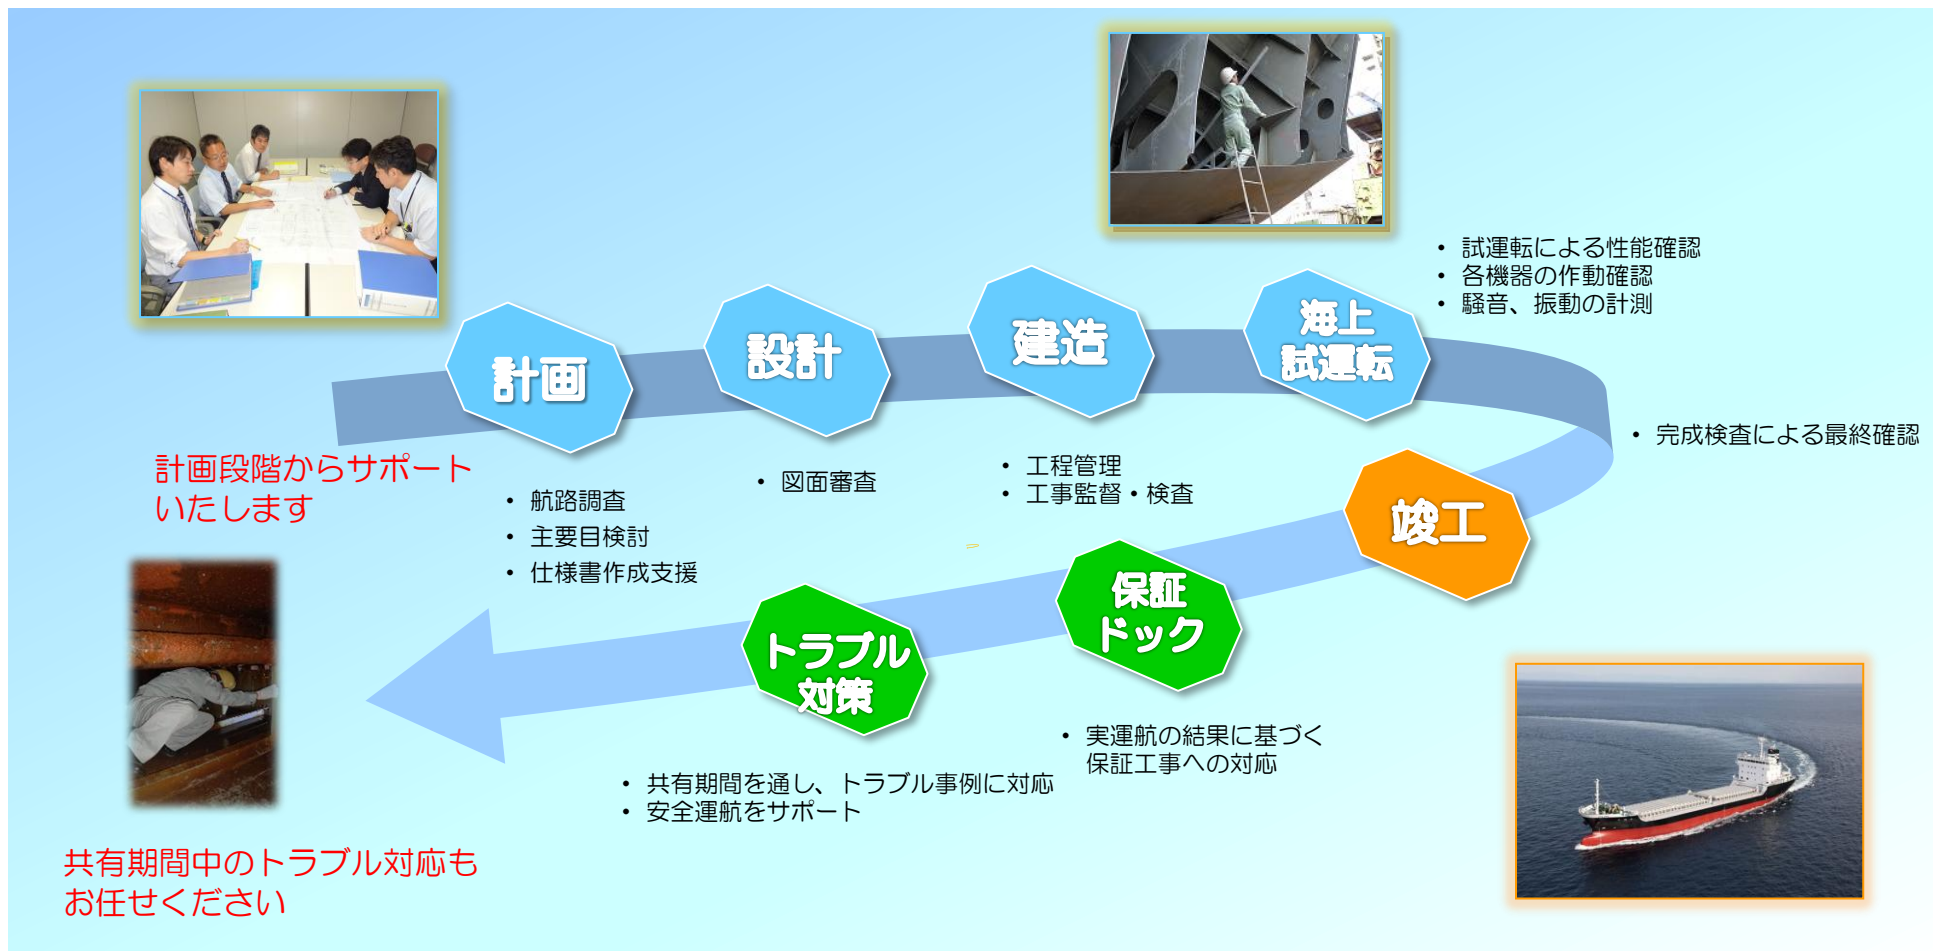 計画
設計
建造
海上
試運転
・試運転による性能確認
・各機器の作動確認
・騒音、振動の計測
計画段階からサポート
いたします
・航路調査
・主要目検討
・仕様書作成支援
・図面審査
・工程管理
・工事監督・検査
・完成検査による最終確認
竣工
保証
ドック
トラブル
対策
・実運航の結果に基づく
保証工事への対応
・共有期間を通し、トラブル事例に対応
・安全運航をサポート
共有期間中のトラブル対応も
お任せください